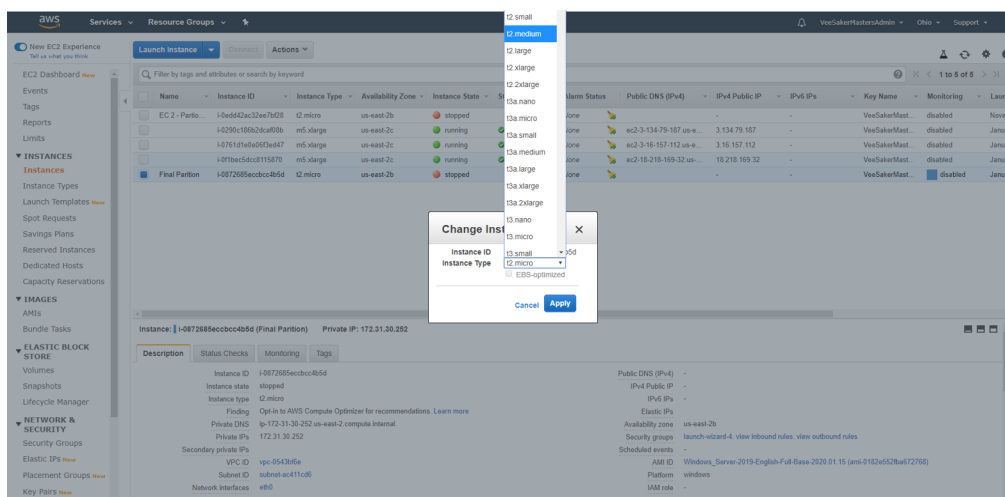 aws Services Resource Groups VeeSakerMastersAdmin Ohio Support
New EC2 Experience
Tell us what you think
EC2 Dashboard New
Events
Tags
Reports
Limits
INSTANCES
Instances
Instance Types
Launch Templates New
Spot Requests
Savings Plans
Reserved Instances
Dedicated Hosts
Capacity Reservations
IMAGES
AMIs
Bundle Tasks
ELASTIC BLOCK
STORE
Volumes
Snapshots
Lifecycle Manager
NETWORK &
SECURITY
Security Groups
Elastic IPs New
Placement Groups New
Key Pairs New
Launch Instance Connect Actions
Filter by tags and attributes or search by keyword 1 to 5 of 5
Name Instance ID Instance Type Availability Zone Instance State Alarm Status Public DNS (IPv4) IPv4 Public IP IPv6 IPs Key Name Monitoring
EC 2 - Partio... i-0edd42ac32ee7bf28 t2.micro us-east-2b stopped - - VeeSakerMast... disabled
i-0290c186b2dcaf08b m5.xlarge us-east-2c running ec2-3-134-79-187.us-e... 3.134.79.187 - VeeSakerMast... disabled
i-0761d1e0e06f3ed47 m5.xlarge us-east-2c running ec2-3-16-157-112.us-e... 3.16.157.112 - VeeSakerMast... disabled
i-0f1bec5dcc8115870 m5.xlarge us-east-2c running ec2-18-218-169-32.us-... 18.218.169.32 - VeeSakerMast... disabled
Final Parition i-0872685eccbcc4b5d t2.micro us-east-2b stopped - - VeeSakerMast... disabled
t2.small
t2.medium
t2.large
t2.xlarge
t2.2xlarge
t3a.nano
t3a.micro
t3a.small
t3a.medium
t3a.large
t3a.xlarge
t3a.2xlarge
t3.nano
t3.micro
t3.small
Change Inst
Instance ID b5d
Instance Type t2.micro
EBS-optimized
Cancel Apply
Instance: i-0872685eccbcc4b5d (Final Parition) Private IP: 172.31.30.252
Description Status Checks Monitoring Tags
Instance ID i-0872685eccbcc4b5d Public DNS (IPv4) -
Instance state stopped IPv4 Public IP -
Instance type t2.micro IPv6 IPs -
Finding Opt-in to AWS Compute Optimizer for recommendations. Learn more Elastic IPs
Private DNS ip-172-31-30-252.us-east-2.compute.internal Availability zone us-east-2b
Private IPs 172.31.30.252 Security groups launch-wizard-4. view inbound rules. view outbound rules
Secondary private IPs Scheduled events -
VPC ID vpc-0543bf6e AMI ID Windows_Server-2019-English-Full-Base-2020.01.15 (ami-0182e552fba672768)
Subnet ID subnet-ac411cd6 Platform windows
Network interfaces eth0 IAM role -